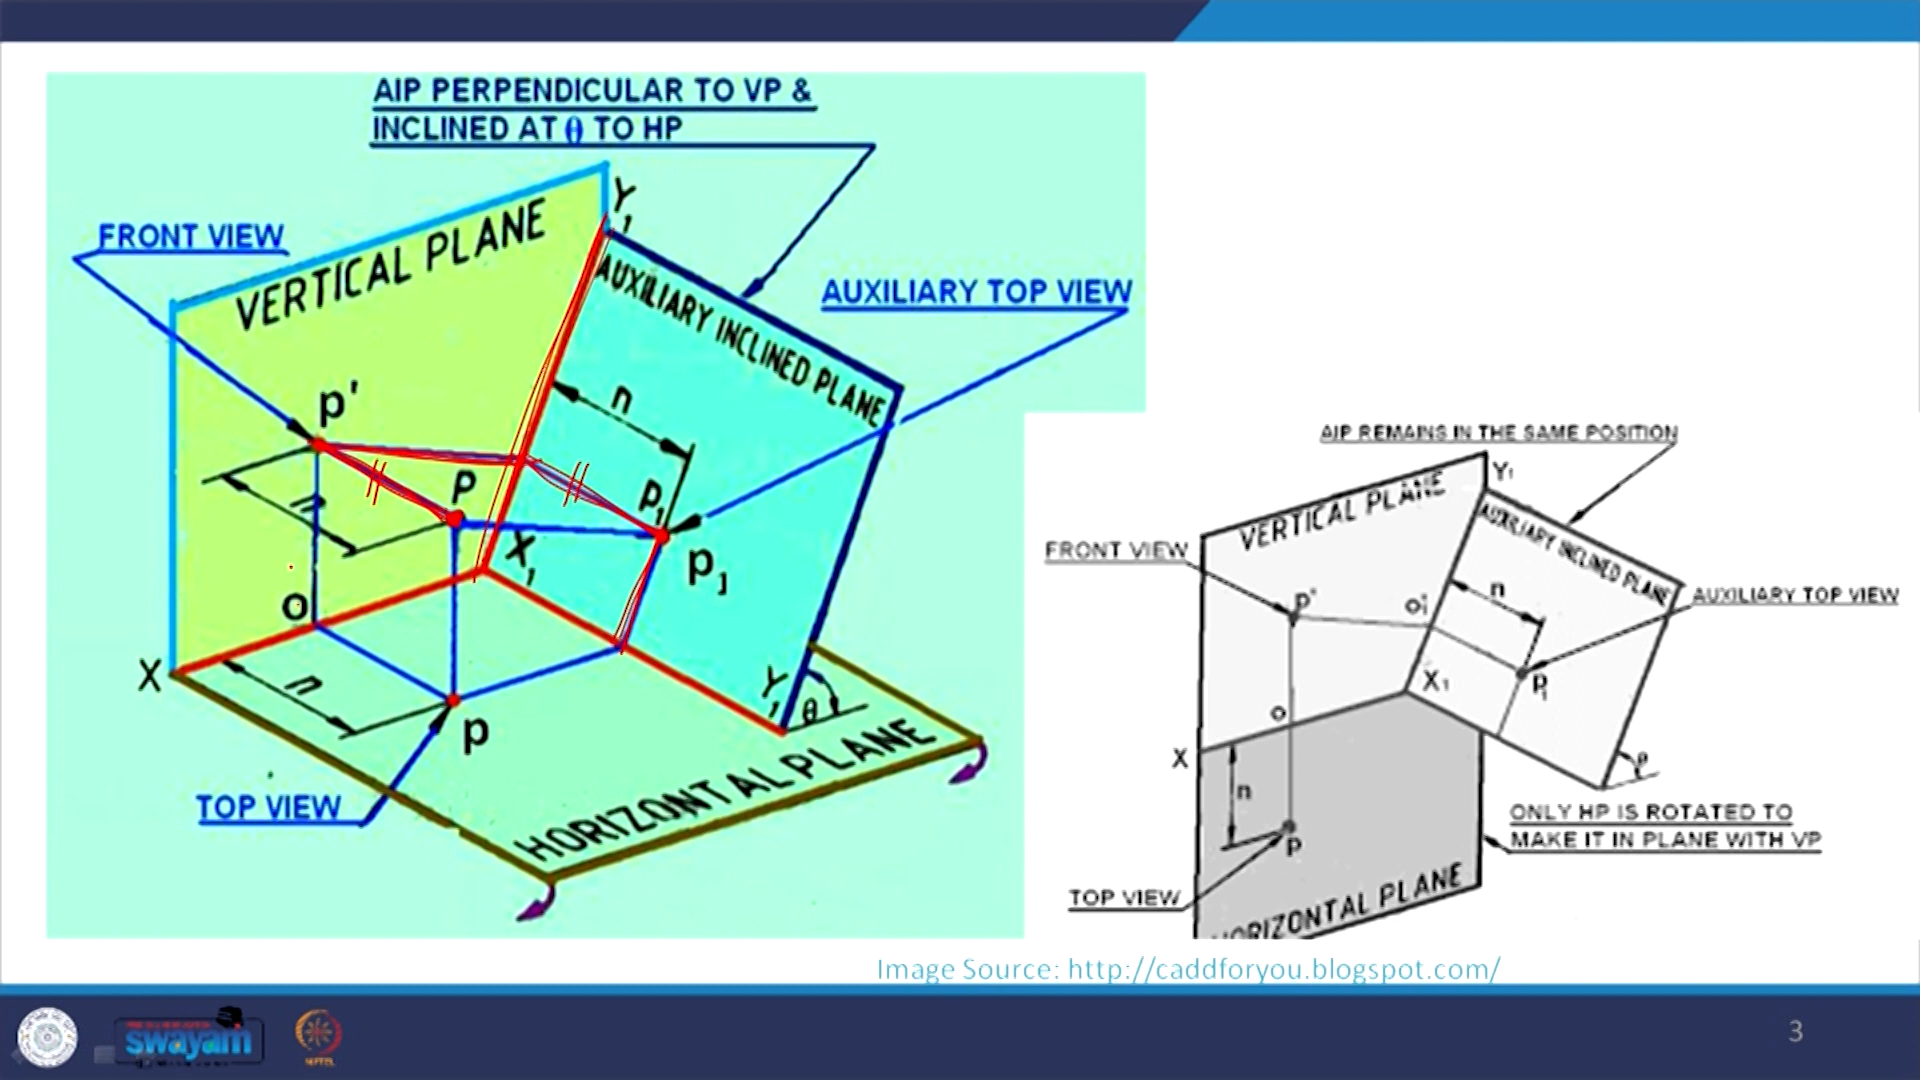 AIP PERPENDICULAR TO VP &
INCLINED AT θ TO HP
FRONT VIEW
VERTICAL PLANE
Y1
AUXILIARY INCLINED PLANE
AUXILIARY TOP VIEW
n
p'
n
P
P1
X1
p1
O
X
n
p
Y1
θ
TOP VIEW
HORIZONTAL PLANE
AIP REMAINS IN THE SAME POSITION
Y1
VERTICAL PLANE
AUXILIARY INCLINED PLANE
FRONT VIEW
AUXILIARY TOP VIEW
n
p'
o1'
X1
P1
O
X
n
θ
ONLY HP IS ROTATED TO
MAKE IT IN PLANE WITH VP
P
TOP VIEW
HORIZONTAL PLANE
Image Source: http://caddforyou.blogspot.com/
swayam
3